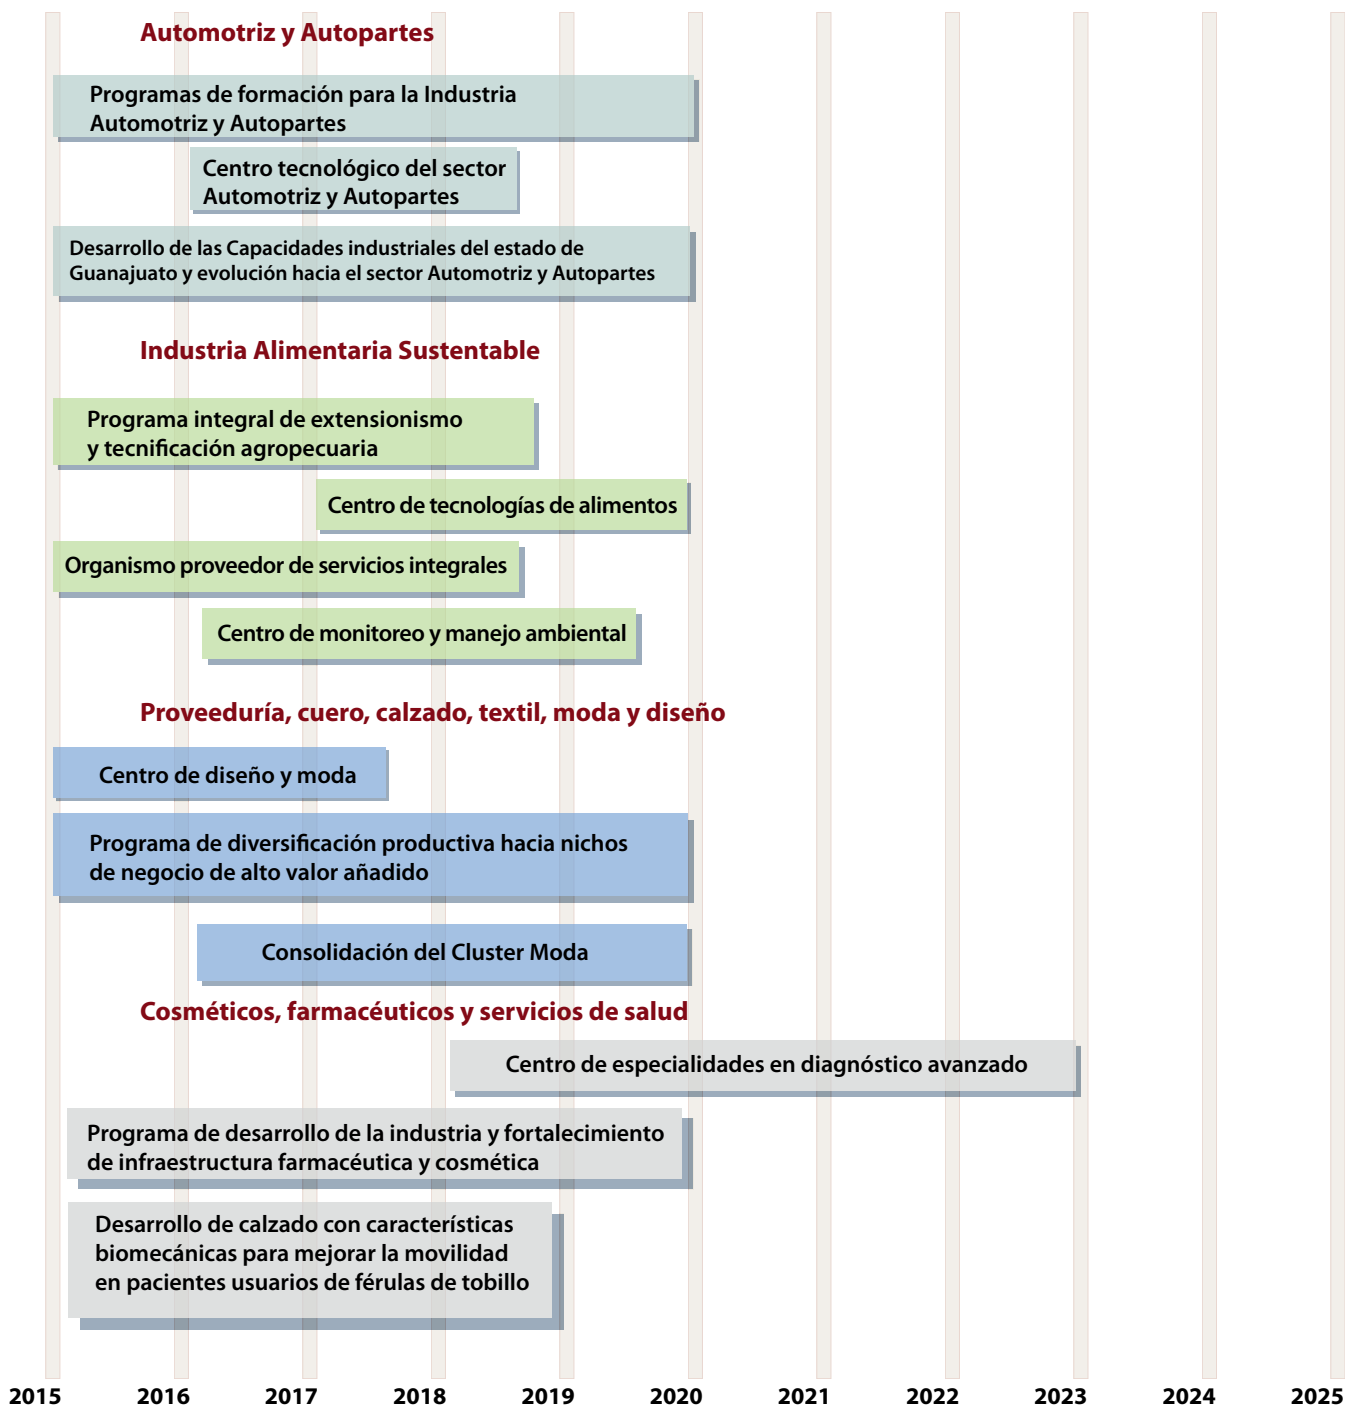 Automotriz y Autopartes
Programas de formación para la Industria
Automotriz y Autopartes
Centro tecnológico del sector
Automotriz y Autopartes
Desarrollo de las Capacidades industriales del estado de
Guanajuato y evolución hacia el sector Automotriz y Autopartes
Industria Alimentaria Sustentable
Programa integral de extensionismo
y tecnificación agropecuaria
Centro de tecnologías de alimentos
Organismo proveedor de servicios integrales
Centro de monitoreo y manejo ambiental
Proveeduría, cuero, calzado, textil, moda y diseño
Centro de diseño y moda
Programa de diversificación productiva hacia nichos
de negocio de alto valor añadido
Consolidación del Cluster Moda
Cosméticos, farmacéuticos y servicios de salud
Centro de especialidades en diagnóstico avanzado
Programa de desarrollo de la industria y fortalecimiento
de infraestructura farmacéutica y cosmética
Desarrollo de calzado con características
biomecánicas para mejorar la movilidad
en pacientes usuarios de férulas de tobillo
2015 2016 2017 2018 2019 2020 2021 2022 2023 2024 2025